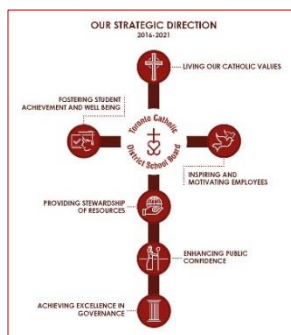 OUR STRATEGIC DIRECTION
2016-2021
LIVING OUR CATHOLIC VALUES
FOSTERING STUDENT
ACHIEVEMENT AND WELL BEING
Toronto Catholic
District School Board
INSPIRING AND
MOTIVATING EMPLOYEES
PROVIDING STEWARDSHIP
OF RESOURCES
ENHANCING PUBLIC
CONFIDENCE
ACHIEVING EXCELLENCE IN
GOVERNANCE